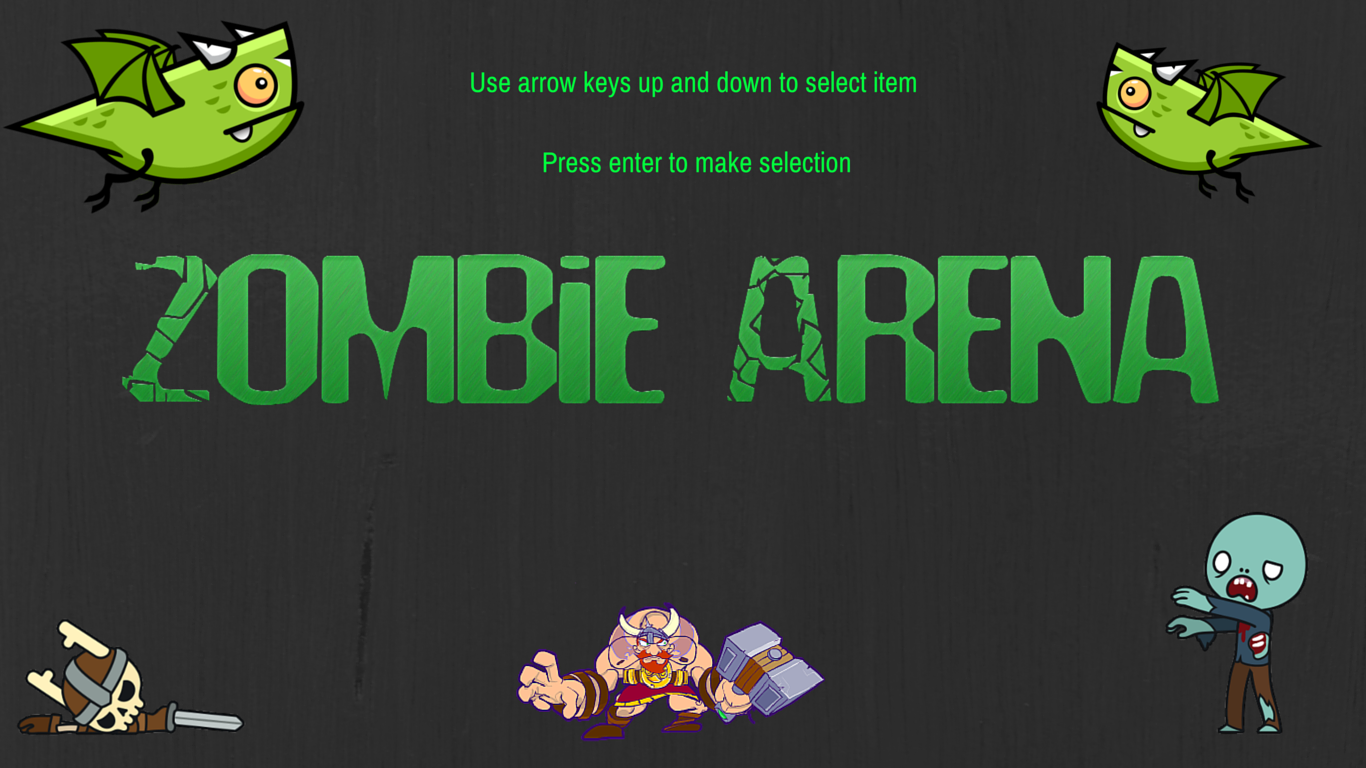 Use arrow keys up and down to select item
Press enter to make selection
ZOMBiE ARENA